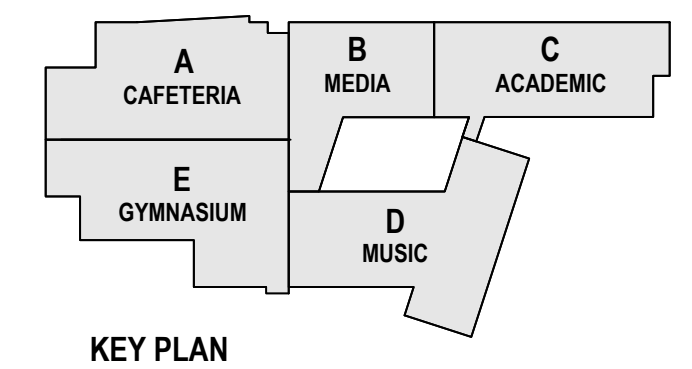 A
CAFETERIA
B
MEDIA
C
ACADEMIC
E
GYMNASIUM
D
MUSIC
KEY PLAN